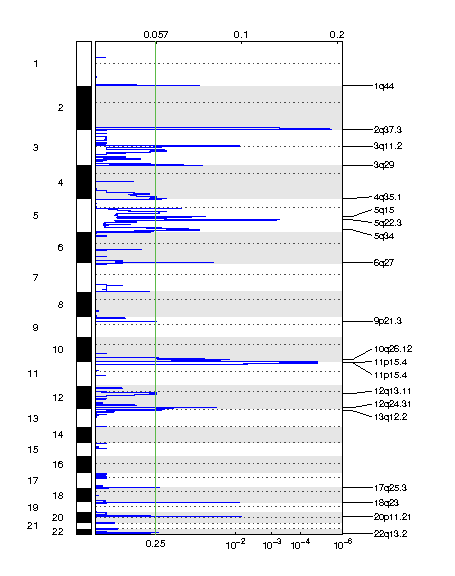 0.057 0.1 0.2
1
1q44
2
2q37.3
3
3q11.2
3q29
4
4q35.1
5q15
5
5q22.3
5q34
6
6q27
7
8
9p21.3
9
10q26.12
10
11p15.4
11
11p15.4
12q13.11
12
12q24.31
13
13q12.2
14
15
16
17
17q25.3
18
18q23
19
20
20p11.21
21
22
22q13.2
0.25 10⁻² 10⁻³ 10⁻⁴ 10⁻⁶